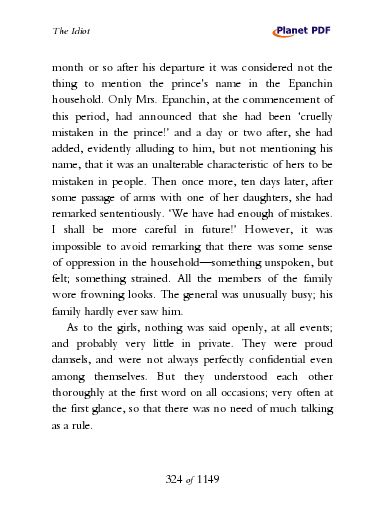 The Idiot
Planet PDF
month or so after his departure it was considered not the
thing to mention the prince's name in the Epanchin
household. Only Mrs. Epanchin, at the commencement of
this period, had announced that she had been 'cruelly
mistaken in the prince!' and a day or two after, she had
added, evidently alluding to him, but not mentioning his
name, that it was an unalterable characteristic of hers to be
mistaken in people. Then once more, ten days later, after
some passage of arms with one of her daughters, she had
remarked sententiously. 'We have had enough of mistakes.
I shall be more careful in future!' However, it was
impossible to avoid remarking that there was some sense
of oppression in the household—something unspoken, but
felt; something strained. All the members of the family
wore frowning looks. The general was unusually busy; his
family hardly ever saw him.
As to the girls, nothing was said openly, at all events;
and probably very little in private. They were proud
damsels, and were not always perfectly confidential even
among themselves. But they understood each other
thoroughly at the first word on all occasions; very often at
the first glance, so that there was no need of much talking
as a rule.
324 of 1149